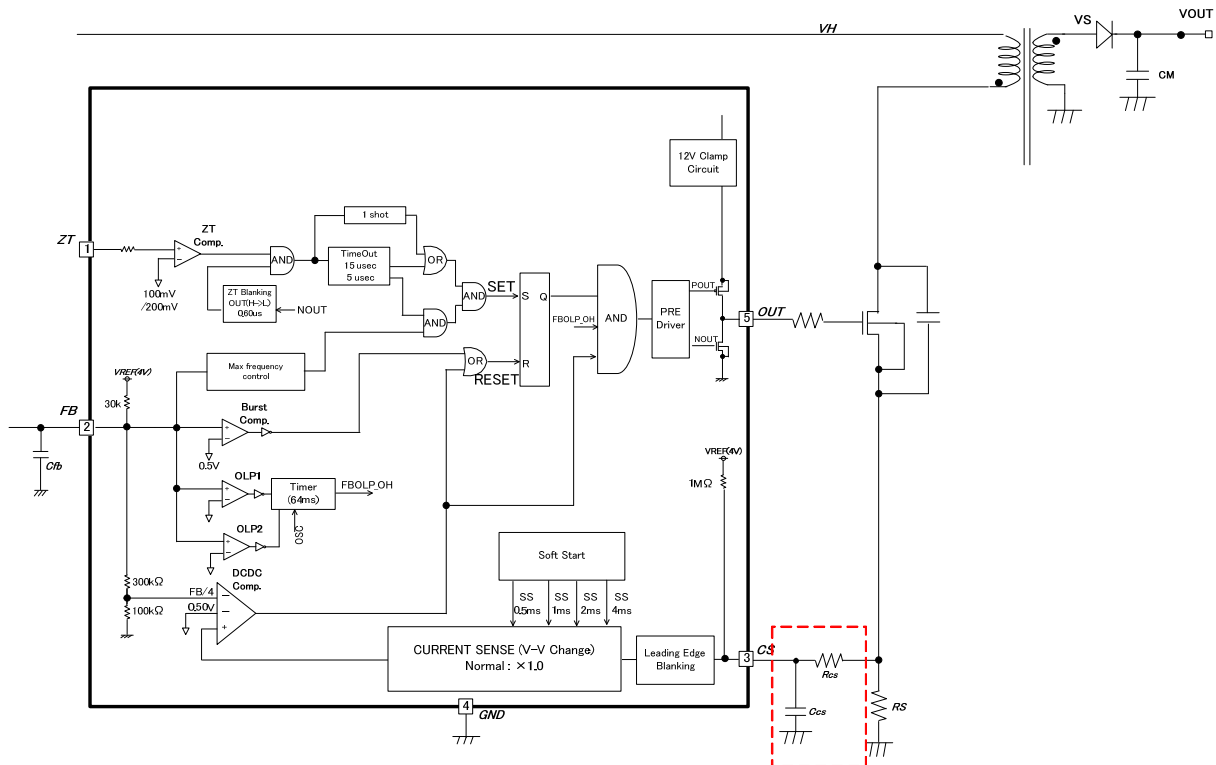 VH
VS
VOUT
CM
12V Clamp
Circuit
1 shot
ZT
Comp.
ZT
1
+
−
AND
TimeOut
15 usec
5 usec
OR
100mV
/200mV
ZT Blanking
OUT(H->L)
0.60us
NOUT
AND
SET
AND
S
Q
R
FBOLP_OH
AND
PRE
Driver
POUT
NOUT
5
OUT
Max frequency
control
OR
RESET
VREF(4V)
30k
FB
2
Cfb
Burst
Comp.
+
−
0.5V
OLP1
+
−
Timer
(64ms)
FBOLP_OH
OSC
OLP2
+
−
VREF(4V)
1MΩ
300kΩ
100kΩ
DCDC
Comp.
FB/4
0.50V
−
−
+
Soft Start
SS
0.5ms
SS
1ms
SS
2ms
SS
4ms
CURRENT SENSE (V-V Change)
Normal : ×1.0
Leading Edge
Blanking
3
CS
Rcs
Ccs
RS
4
GND